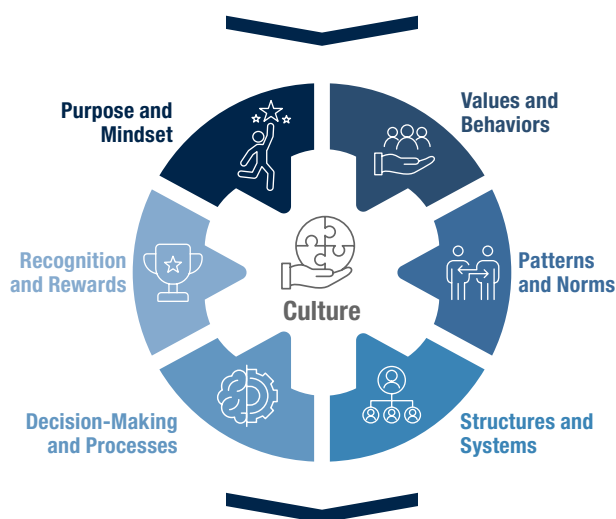 Purpose and
Mindset
Values and
Behaviors
Recognition
and Rewards
Patterns
and Norms
Culture
Decision-Making
and Processes
Structures and
Systems